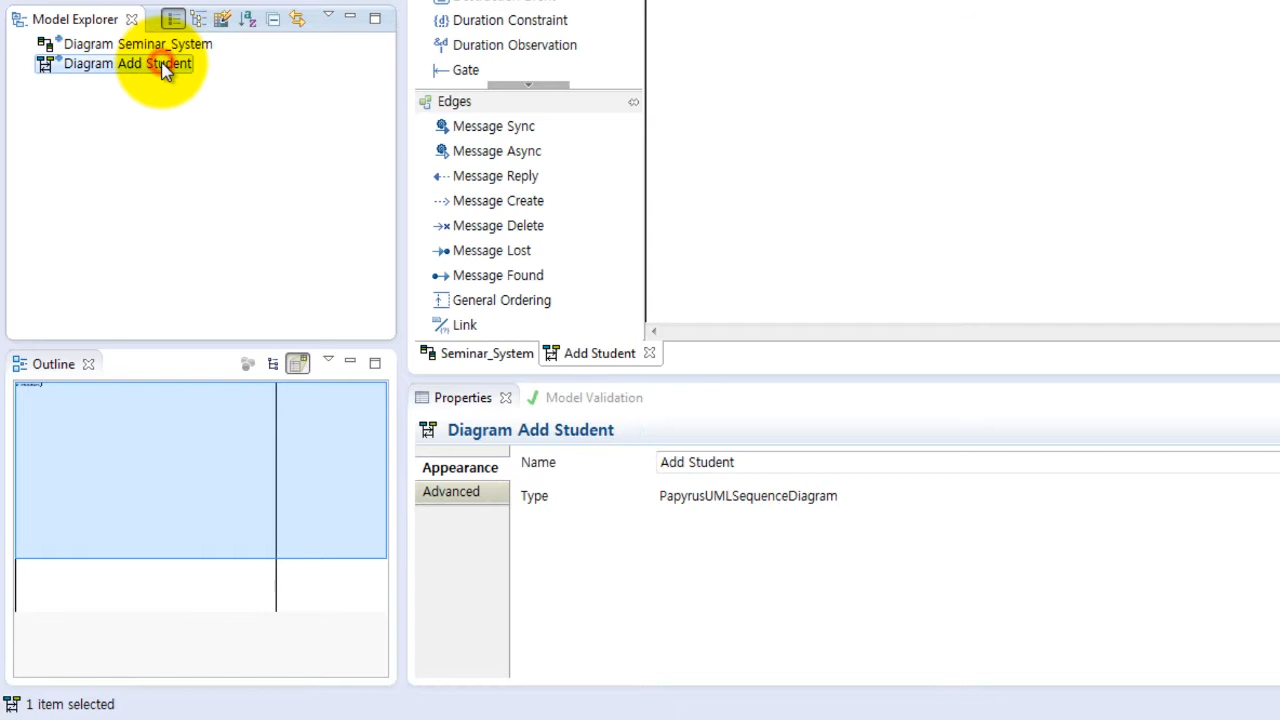 Model Explorer
Diagram Seminar_System
Diagram Add Student
Duration Constraint
Duration Observation
Gate
Edges
Message Sync
Message Async
Message Reply
Message Create
Message Delete
Message Lost
Message Found
General Ordering
Link
Seminar_System
Add Student
Outline
Properties
Model Validation
Diagram Add Student
Appearance
Advanced
Name
Add Student
Type
PapyrusUMLSequenceDiagram
1 item selected